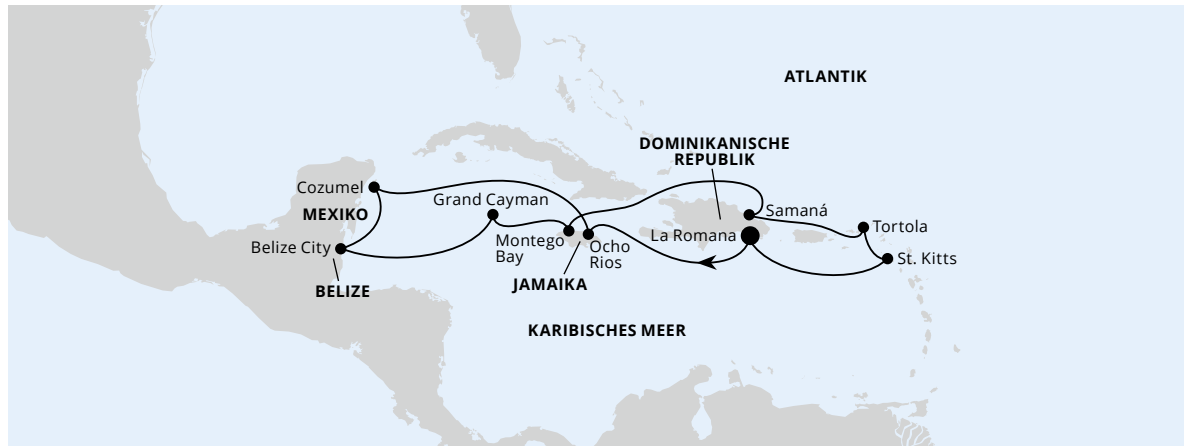 ATLANTIK
DOMINIKANISCHE
REPUBLIK
Cozumel
MEXIKO
Grand Cayman
Samaná
Tortola
Belize City
Montego
Bay
Ocho
Rios
La Romana
St. Kitts
BELIZE
JAMAIKA
KARIBISCHES MEER